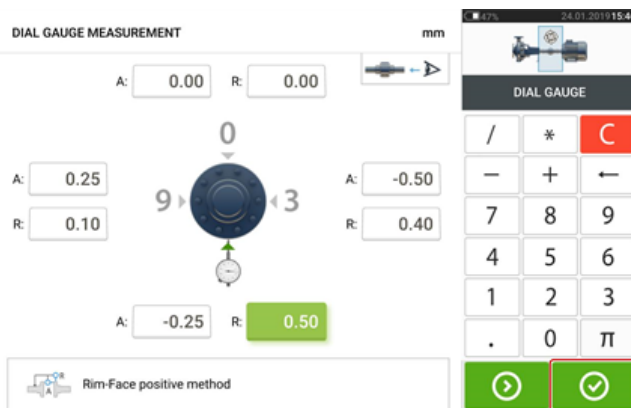 DIAL GAUGE MEASUREMENT mm
47% 24.01.2019 15:4
A: 0.00 R: 0.00
DIAL GAUGE
0
9 3
A: 0.25
R: 0.10
A: -0.50
R: 0.40
A: -0.25 R: 0.50
R
A
Rim-Face positive method
/ * C
− + ←
7 8 9
4 5 6
1 2 3
. 0 π